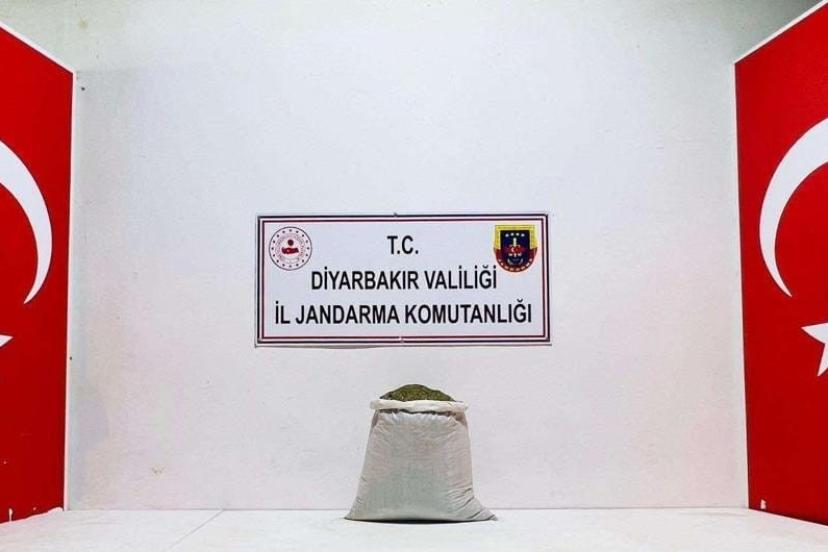 T.C.
DİYARBAKIR VALİLİĞİ
İL JANDARMA KOMUTANLIĞI